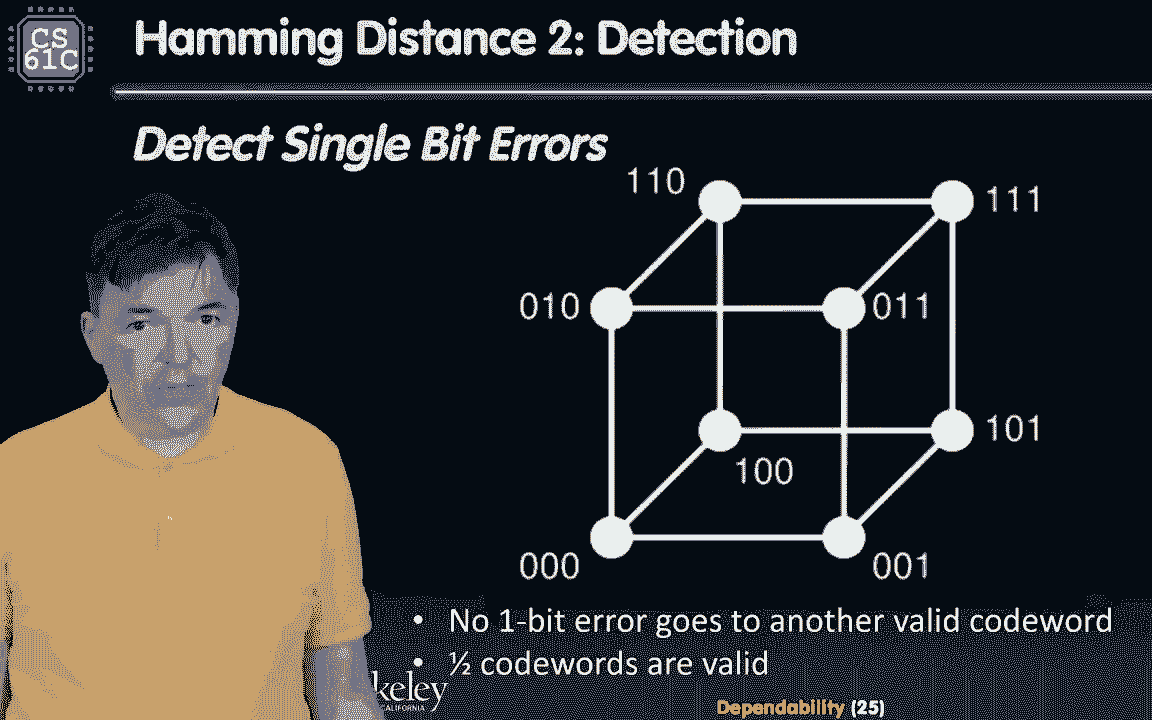 CS
61C
Hamming Distance 2: Detection
Detect Single Bit Errors
110
111
010
011
101
100
000
001
• No 1-bit error goes to another valid codeword
• ½ codewords are valid
keley
CALIFORNIA
Dependability (25)